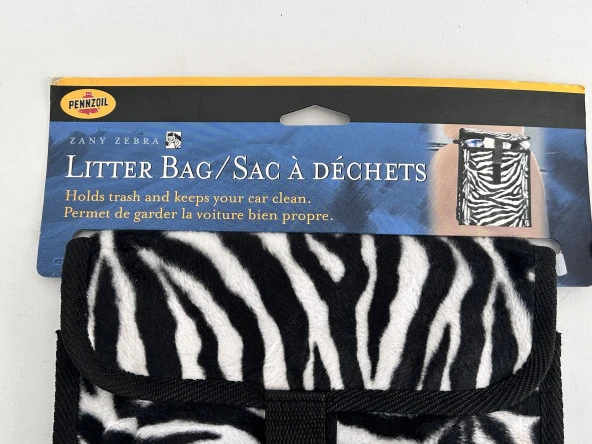 PENNZOIL
ZANY ZEBRA
LITTER BAG/SAC À DÉCHETS
Holds trash and keeps your car clean.
Permet de garder la voiture bien propre.